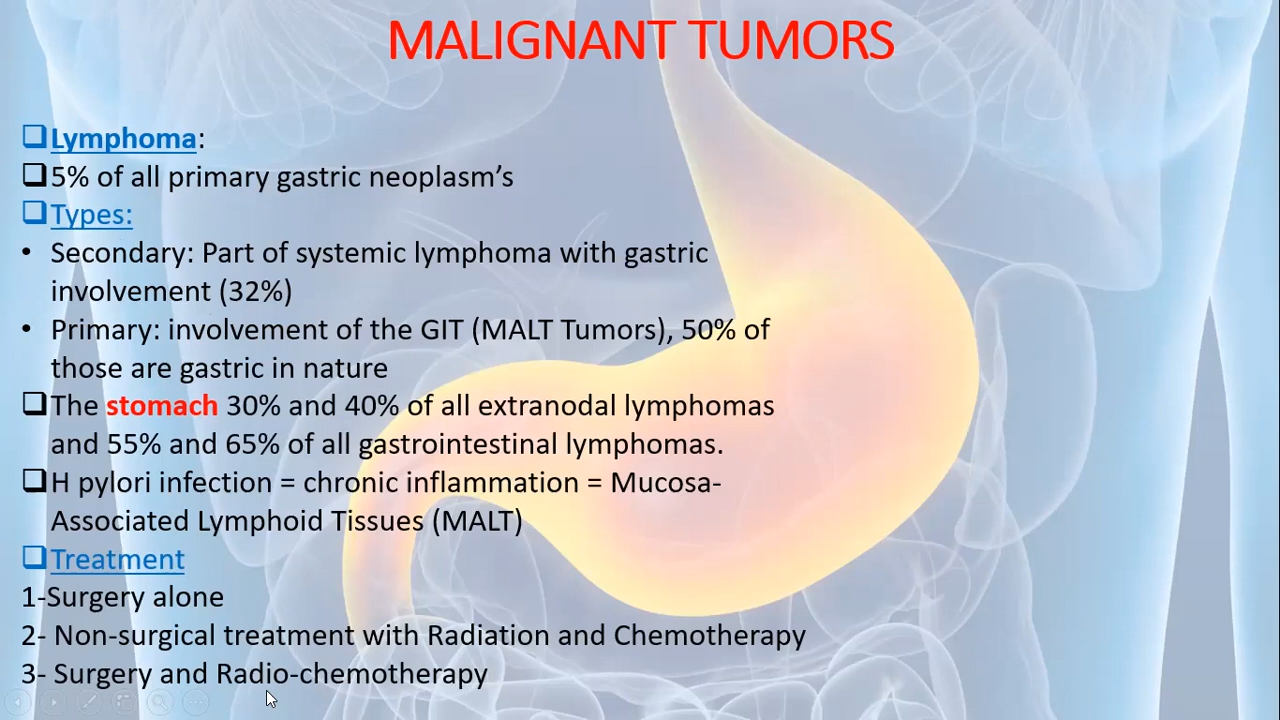 MALIGNANT TUMORS
❑Lymphoma:
❑5% of all primary gastric neoplasm’s
❑Types:
• Secondary: Part of systemic lymphoma with gastric
involvement (32%)
• Primary: involvement of the GIT (MALT Tumors), 50% of
those are gastric in nature
❑The stomach 30% and 40% of all extranodal lymphomas
and 55% and 65% of all gastrointestinal lymphomas.
❑H pylori infection = chronic inflammation = Mucosa-
Associated Lymphoid Tissues (MALT)
❑Treatment
1-Surgery alone
2- Non-surgical treatment with Radiation and Chemotherapy
3- Surgery and Radio-chemotherapy